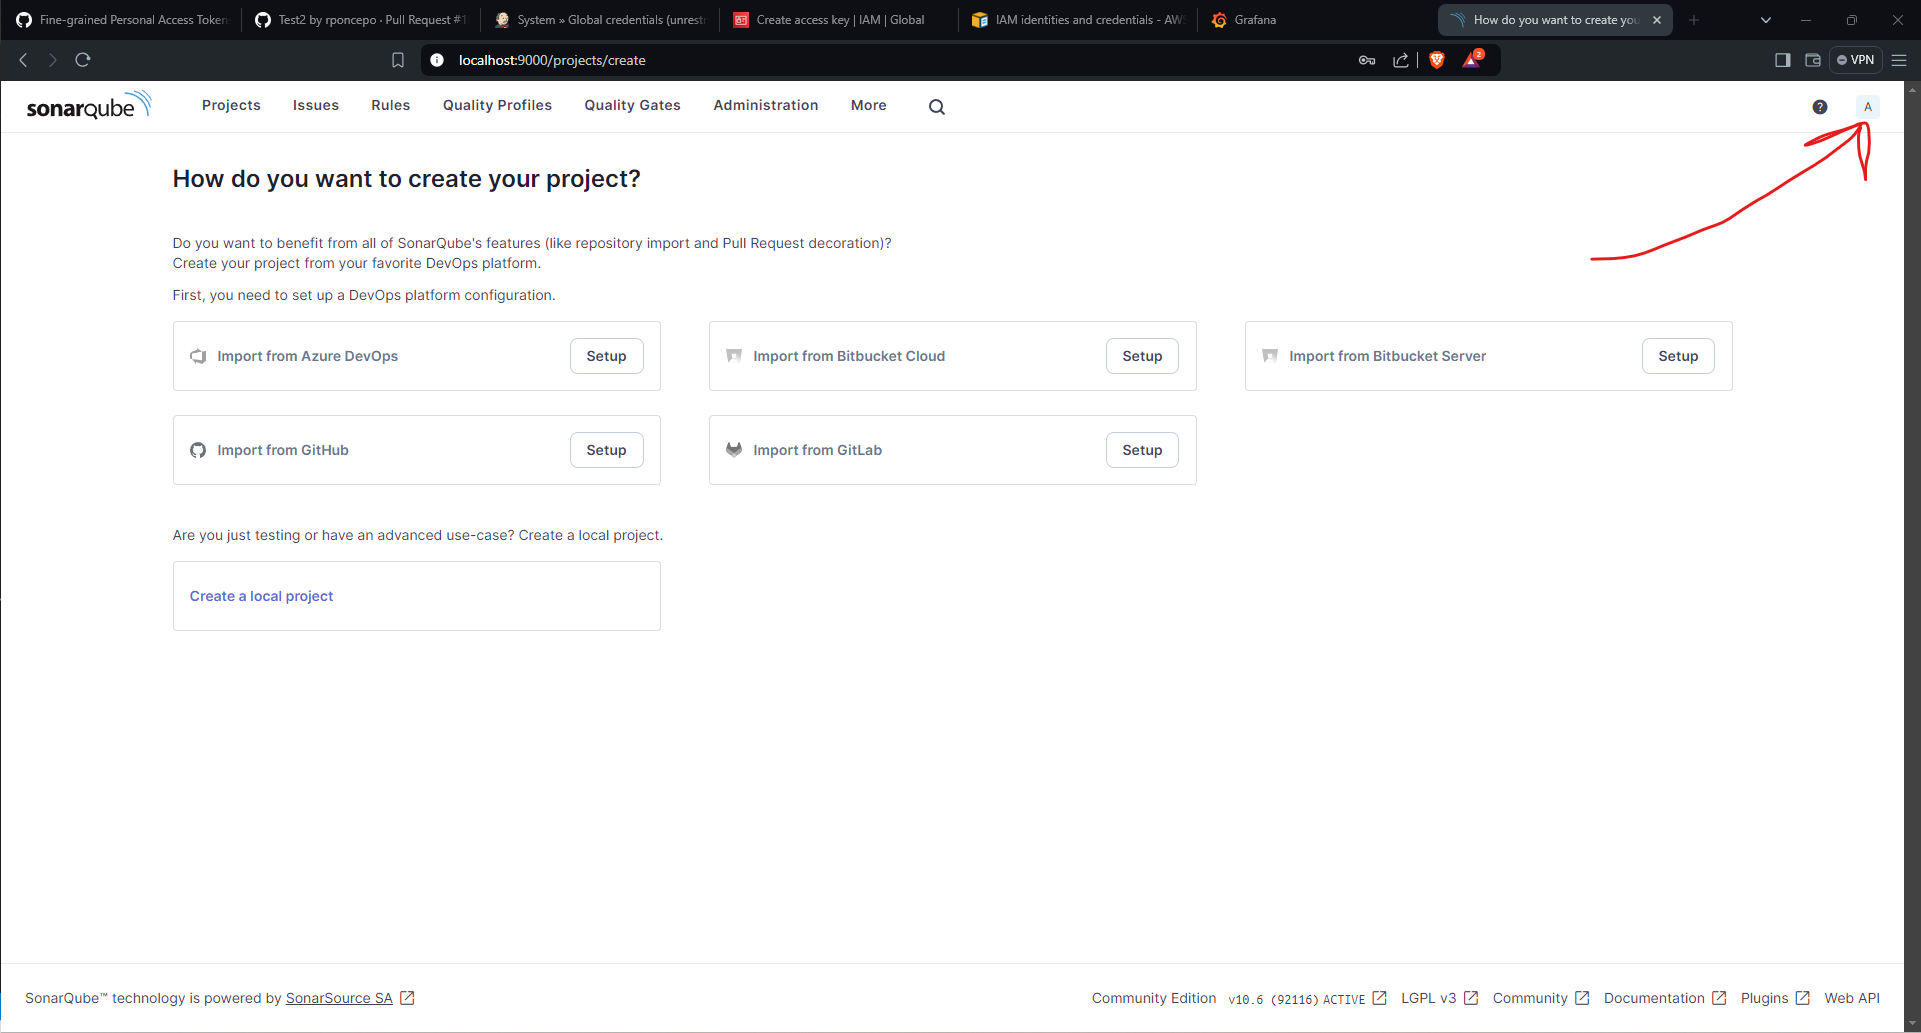 Fine-grained Personal Access Token
Test2 by rponcepo · Pull Request #1
System » Global credentials (unrest
Create access key | IAM | Global
IAM identities and credentials - AW
Grafana
How do you want to create you
localhost:9000/projects/create
2
VPN
sonarqube
Projects
Issues
Rules
Quality Profiles
Quality Gates
Administration
More
?
A
How do you want to create your project?
Do you want to benefit from all of SonarQube's features (like repository import and Pull Request decoration)?
Create your project from your favorite DevOps platform.
First, you need to set up a DevOps platform configuration.
Import from Azure DevOps
Setup
Import from Bitbucket Cloud
Setup
Import from Bitbucket Server
Setup
Import from GitHub
Setup
Import from GitLab
Setup
Are you just testing or have an advanced use-case? Create a local project.
Create a local project
SonarQube™ technology is powered by SonarSource SA
Community Edition
v10.6 (92116) ACTIVE
LGPL v3
Community
Documentation
Plugins
Web API